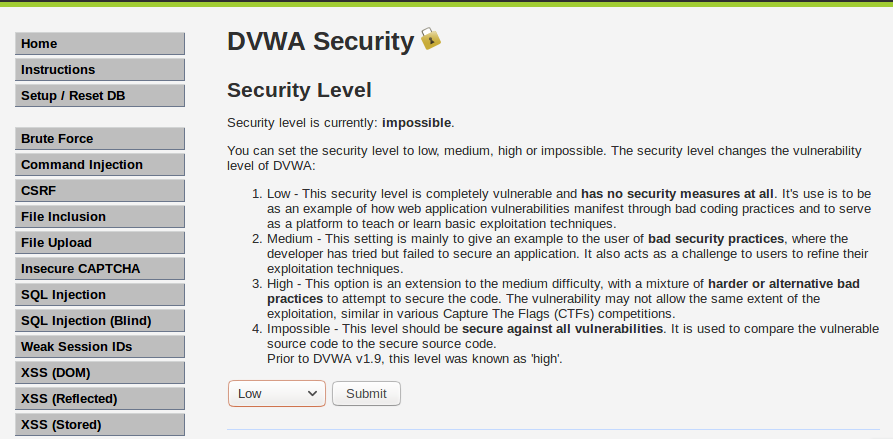 Home
Instructions
Setup / Reset DB
Brute Force
Command Injection
CSRF
File Inclusion
File Upload
Insecure CAPTCHA
SQL Injection
SQL Injection (Blind)
Weak Session IDs
XSS (DOM)
XSS (Reflected)
XSS (Stored)
DVWA Security
Security Level
Security level is currently: impossible.
You can set the security level to low, medium, high or impossible. The security level changes the vulnerability
level of DVWA:
1. Low - This security level is completely vulnerable and has no security measures at all. It's use is to be
as an example of how web application vulnerabilities manifest through bad coding practices and to serve
as a platform to teach or learn basic exploitation techniques.
2. Medium - This setting is mainly to give an example to the user of bad security practices, where the
developer has tried but failed to secure an application. It also acts as a challenge to users to refine their
exploitation techniques.
3. High - This option is an extension to the medium difficulty, with a mixture of harder or alternative bad
practices to attempt to secure the code. The vulnerability may not allow the same extent of the
exploitation, similar in various Capture The Flags (CTFs) competitions.
4. Impossible - This level should be secure against all vulnerabilities. It is used to compare the vulnerable
source code to the secure source code.
Prior to DVWA v1.9, this level was known as 'high'.
Low
Submit